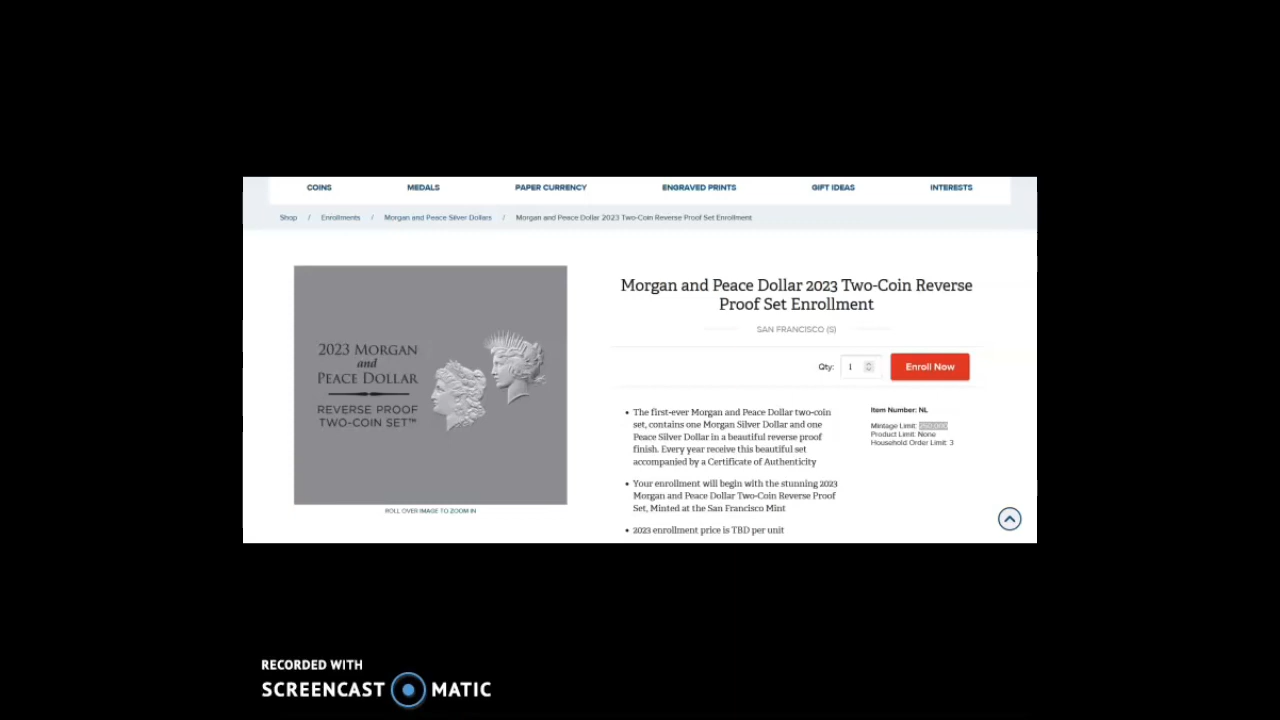 COINS MEDALS PAPER CURRENCY ENGRAVED PRINTS GIFT IDEAS INTERESTS
Shop / Enrollments / Morgan and Peace Silver Dollars / Morgan and Peace Dollar 2023 Two-Coin Reverse Proof Set Enrollment
2023 MORGAN
and
PEACE DOLLAR
REVERSE PROOF
TWO-COIN SET™
ROLL OVER IMAGE TO ZOOM IN
Morgan and Peace Dollar 2023 Two-Coin Reverse
Proof Set Enrollment
SAN FRANCISCO (S)
Qty: 1 Enroll Now
• The first-ever Morgan and Peace Dollar two-coin
set, contains one Morgan Silver Dollar and one
Peace Silver Dollar in a beautiful reverse proof
finish. Every year receive this beautiful set
accompanied by a Certificate of Authenticity
• Your enrollment will begin with the stunning 2023
Morgan and Peace Dollar Two-Coin Reverse Proof
Set, Minted at the San Francisco Mint
• 2023 enrollment price is TBD per unit
Item Number: NL
Mintage Limit:
Product Limit: None
Household Order Limit: 3
RECORDED WITH
SCREENCAST MATIC